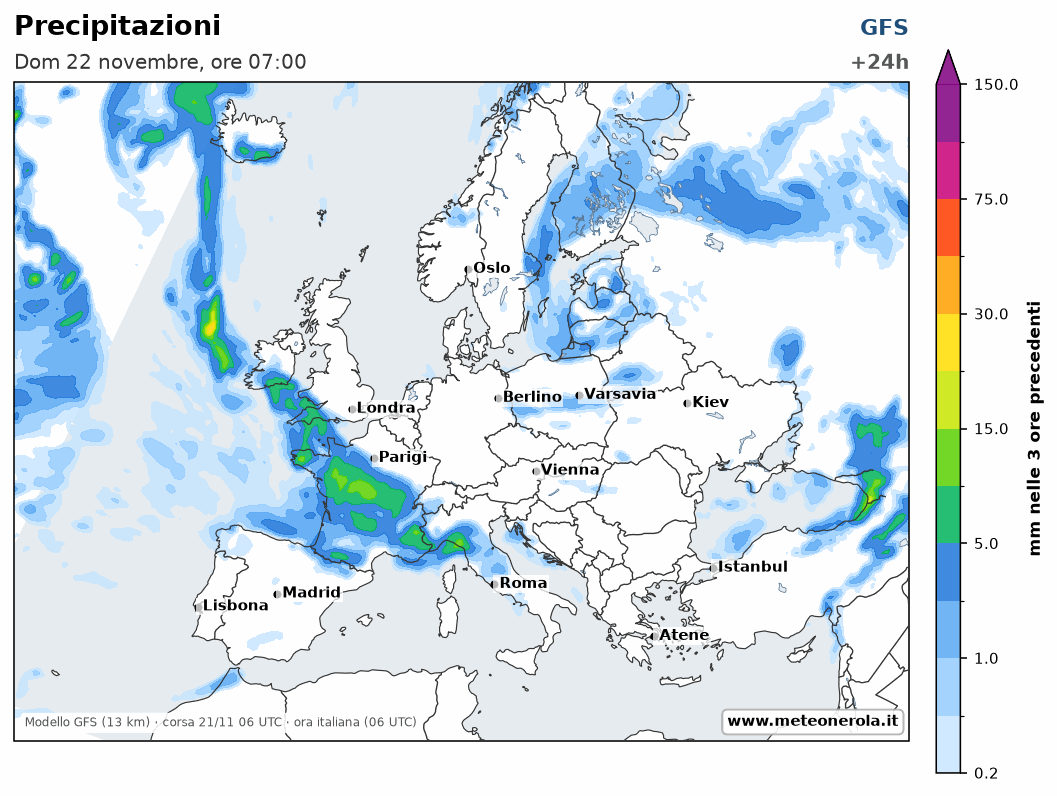 Precipitazioni
GFS
Dom 22 novembre, ore 07:00
+24h
150.0
75.0
30.0
15.0
5.0
1.0
0.2
mm nelle 3 ore precedenti
Oslo
Londra
Berlino
Varsavia
Kiev
Parigi
Vienna
Istanbul
Roma
Madrid
Lisbona
Atene
Modello GFS (13 km) · corsa 21/11 06 UTC · ora italiana (06 UTC)
www.meteonerola.it